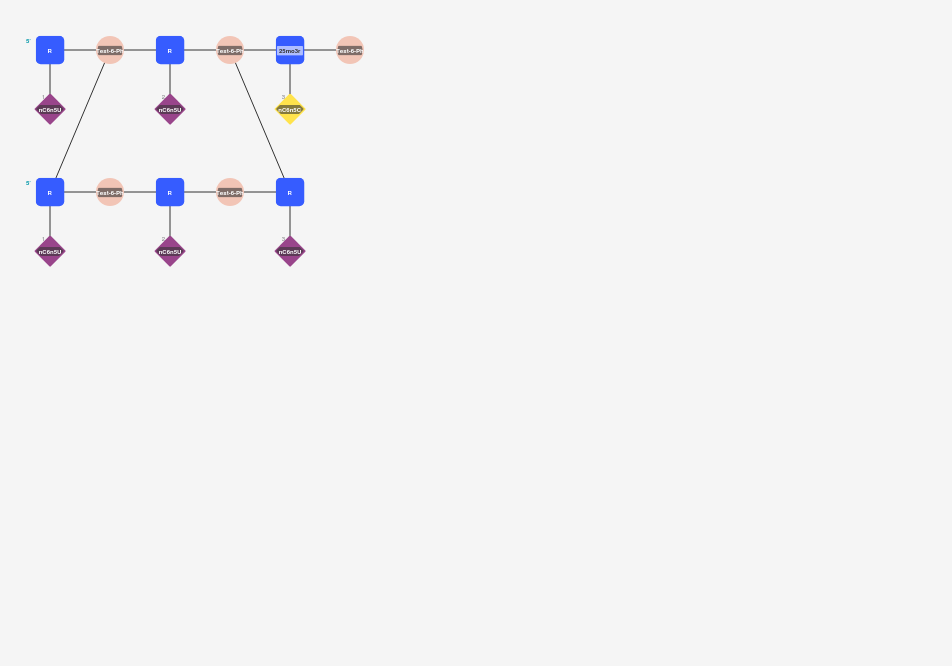 5'
R Test-6-Ph R Test-6-Ph 25mo3r Test-6-Ph
1 2 3
nC6n5U nC6n5U nC6n5C
5'
R Test-6-Ph R Test-6-Ph R
1 2 3
nC6n5U nC6n5U nC6n5U